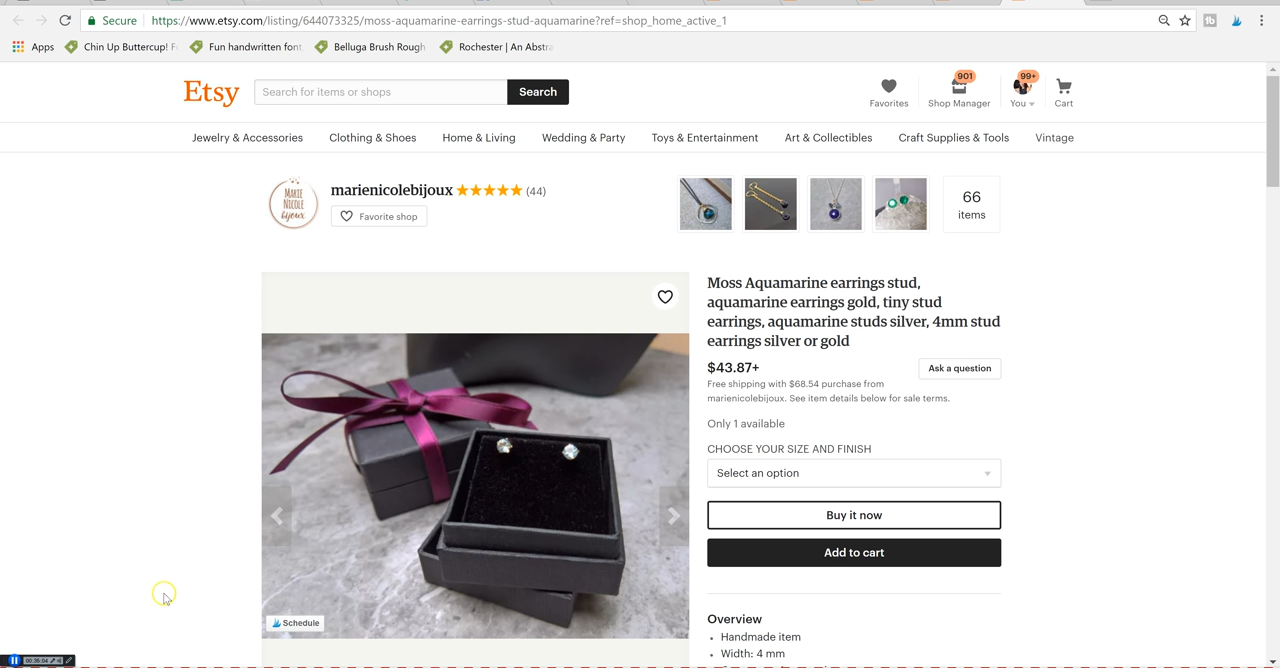 Secure
https://www.etsy.com/listing/644073325/moss-aquamarine-earrings-stud-aquamarine?ref=shop_home_active_1
Apps Chin Up Buttercup! F Fun handwritten font Belluga Brush Rough Rochester | An Abstra
Etsy
Search for items or shops
Search
Favorites
901
Shop Manager
99+
You
Cart
Jewelry & Accessories Clothing & Shoes Home & Living Wedding & Party Toys & Entertainment Art & Collectibles Craft Supplies & Tools Vintage
MARIE
NICOLE
bijoux
marienicolebijoux (44)
Favorite shop
66
items
Moss Aquamarine earrings stud,
aquamarine earrings gold, tiny stud
earrings, aquamarine studs silver, 4mm stud
earrings silver or gold
$43.87+
Ask a question
Free shipping with $68.54 purchase from
marienicolebijoux. See item details below for sale terms.
Only 1 available
CHOOSE YOUR SIZE AND FINISH
Select an option
Buy it now
Add to cart
Schedule
Overview
Handmade item
Width: 4 mm
00:36:04